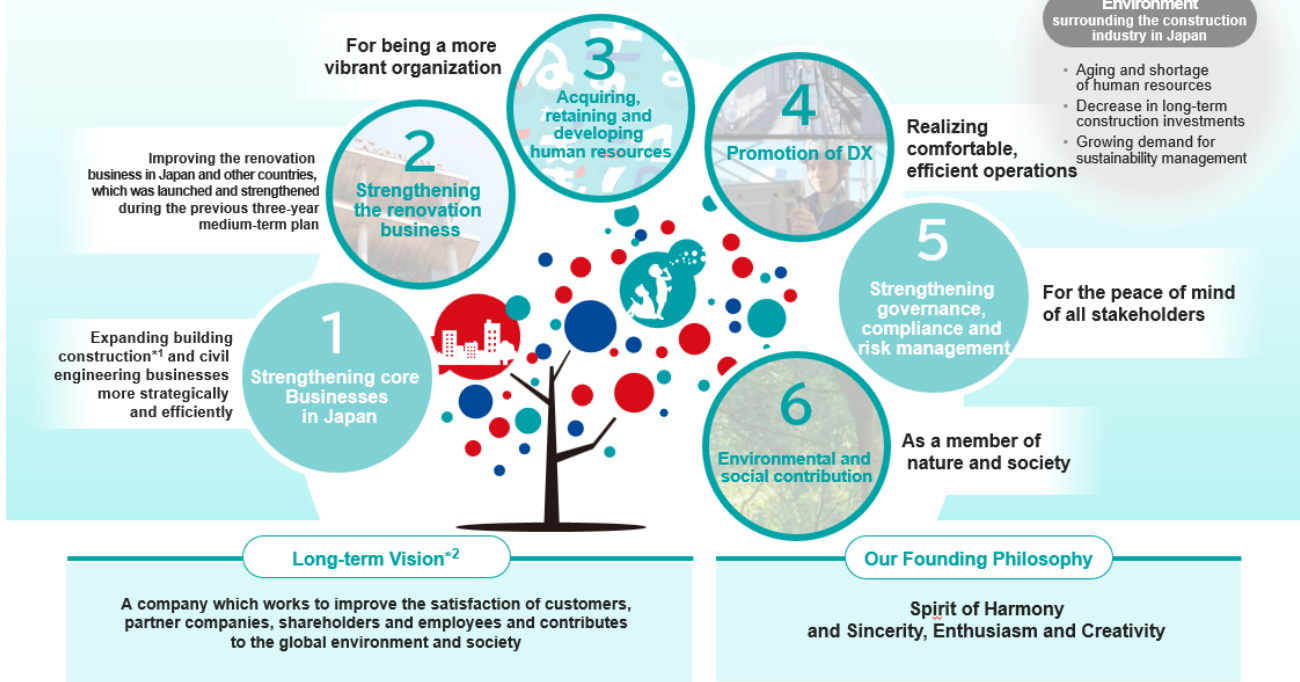 Environment
surrounding the construction
industry in Japan
• Aging and shortage
of human resources
• Decrease in long-term
construction investments
• Growing demand for
sustainability management
1
Strengthening core
Businesses
in Japan
Expanding building
construction*1 and civil
engineering businesses
more strategically
and efficiently
2
Strengthening
the renovation
business
Improving the renovation
business in Japan and other countries,
which was launched and strengthened
during the previous three-year
medium-term plan
3
Acquiring,
retaining and
developing
human resources
For being a more
vibrant organization
4
Promotion of DX
Realizing
comfortable,
efficient operations
5
Strengthening
governance,
compliance and
risk management
For the peace of mind
of all stakeholders
6
Environmental and
social contribution
As a member of
nature and society
Long-term Vision*2
A company which works to improve the satisfaction of customers,
partner companies, shareholders and employees and contributes
to the global environment and society
Our Founding Philosophy
Spirit of Harmony
and Sincerity, Enthusiasm and Creativity